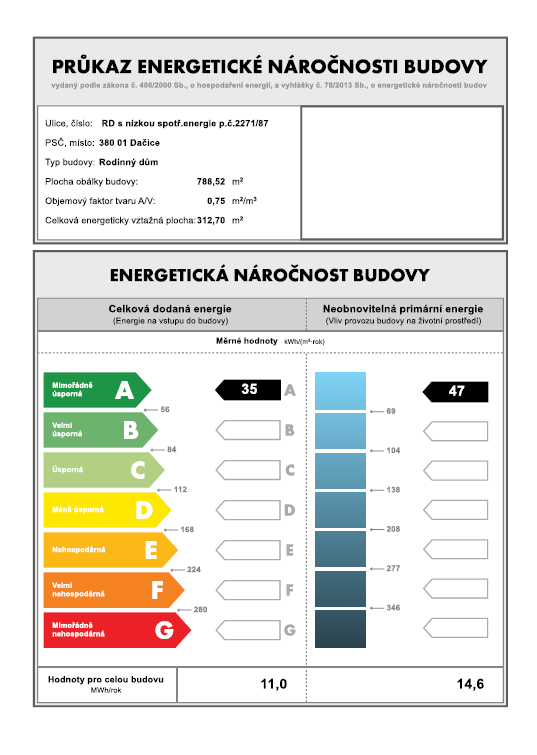 PRŮKAZ ENERGETICKÉ NÁROČNOSTI BUDOVY
vydaný podle zákona č. 406/2000 Sb., o hospodaření energií, a vyhlášky č. 78/2013 Sb., o energetické náročnosti budov
Ulice, číslo: RD s nízkou spotř.energie p.č.2271/87
PSČ, místo: 380 01 Dačice
Typ budovy: Rodinný dům
Plocha obálky budovy: 788,52 m²
Objemový faktor tvaru A/V: 0,75 m²/m³
Celková energeticky vztažná plocha: 312,70 m²
ENERGETICKÁ NÁROČNOST BUDOVY
Celková dodaná energie
(Energie na vstupu do budovy)
Neobnovitelná primární energie
(Vliv provozu budovy na životní prostředí)
Měrné hodnoty kWh/(m²·rok)
Mimořádně úsporná A 35 A 47
56 69
Velmi úsporná B B
84 104
Úsporná C C
112 138
Méně úsporná D D
168 208
Nehospodárná E E
224 277
Velmi nehospodárná F F
280 346
Mimořádně nehospodárná G G
Hodnoty pro celou budovu
MWh/rok
11,0 14,6